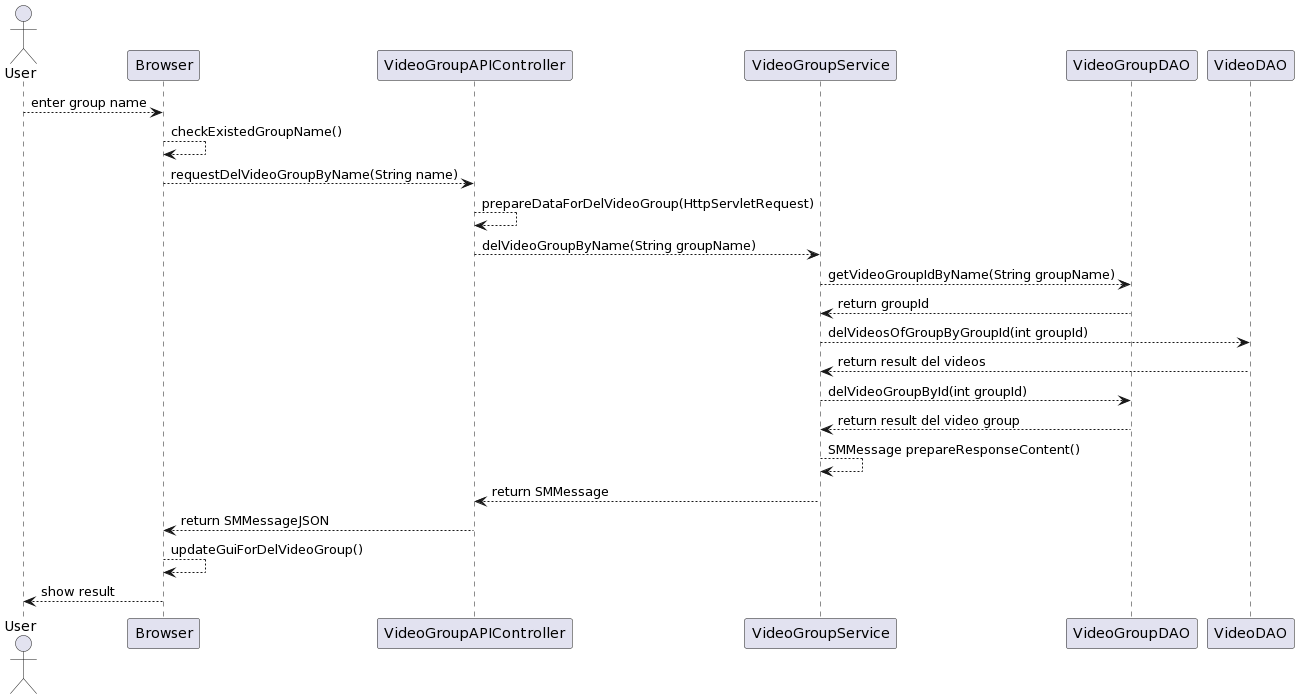 User
Browser
VideoGroupAPIController
VideoGroupService
VideoGroupDAO
VideoDAO
enter group name
checkExistedGroupName()
requestDelVideoGroupByName(String name)
prepareDataForDelVideoGroup(HttpServletRequest)
delVideoGroupByName(String groupName)
getVideoGroupIdByName(String groupName)
return groupId
delVideosOfGroupByGroupId(int groupId)
return result del videos
delVideoGroupById(int groupId)
return result del video group
SMMessage prepareResponseContent()
return SMMessage
return SMMessageJSON
updateGuiForDelVideoGroup()
show result
User
Browser
VideoGroupAPIController
VideoGroupService
VideoGroupDAO
VideoDAO